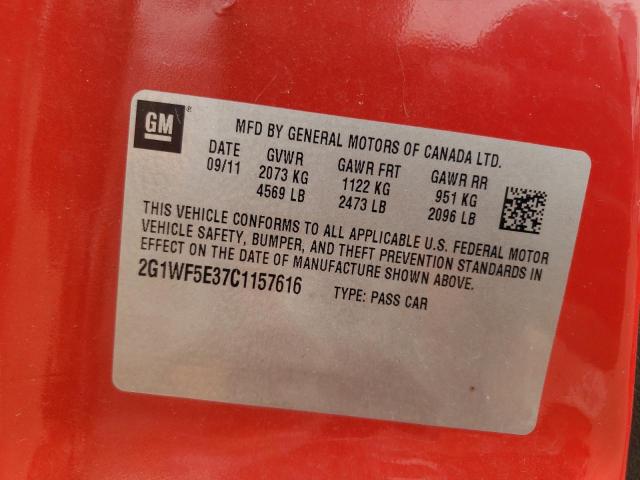 GM®
MFD BY GENERAL MOTORS OF CANADA LTD.
DATE GVWR GAWR FRT GAWR RR
09/11 2073 KG 1122 KG 951 KG
4569 LB 2473 LB 2096 LB
THIS VEHICLE CONFORMS TO ALL APPLICABLE U.S. FEDERAL MOTOR
VEHICLE SAFETY, BUMPER, AND THEFT PREVENTION STANDARDS IN
EFFECT ON THE DATE OF MANUFACTURE SHOWN ABOVE.
2G1WF5E37C1157616 TYPE: PASS CAR